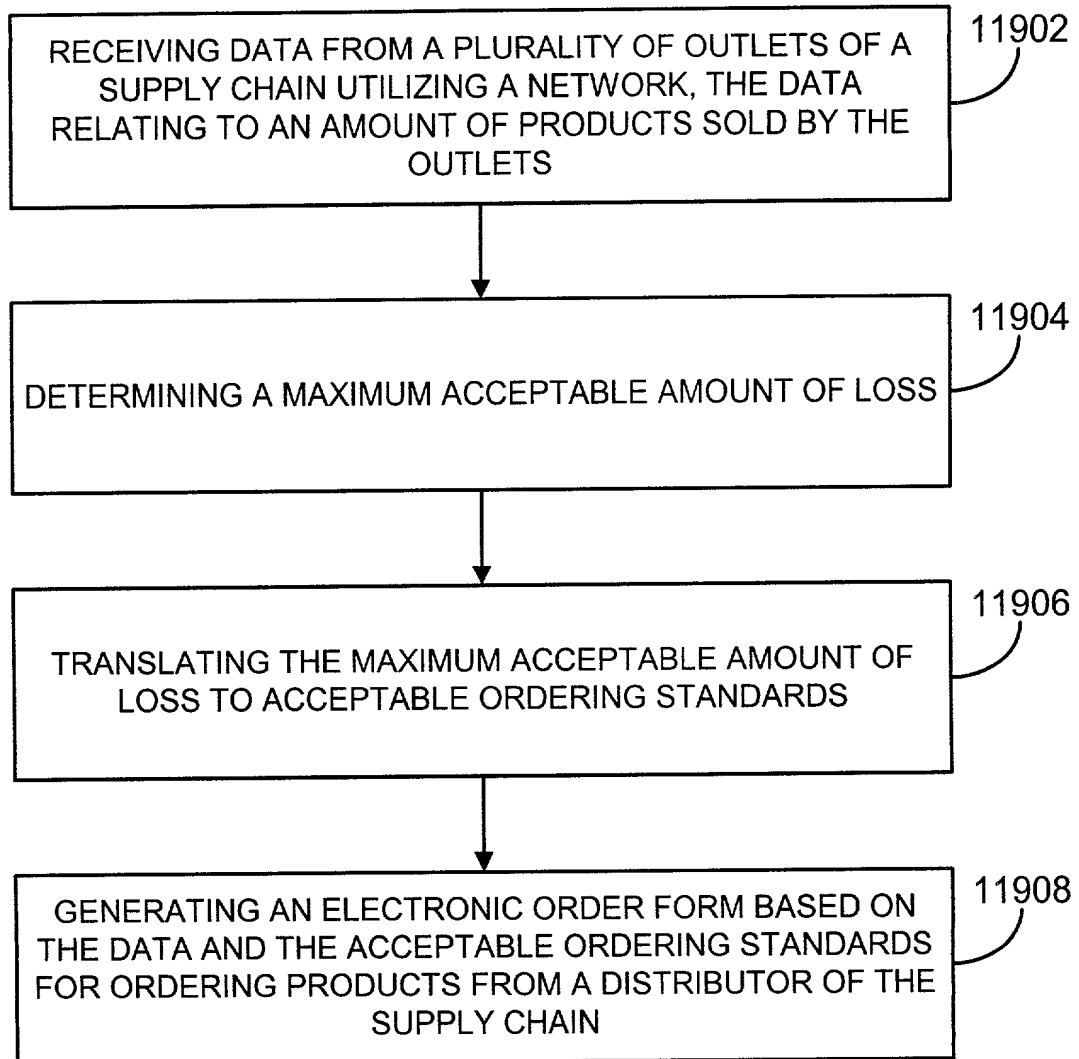 11902
RECEIVING DATA FROM A PLURALITY OF OUTLETS OF A
SUPPLY CHAIN UTILIZING A NETWORK, THE DATA
RELATING TO AN AMOUNT OF PRODUCTS SOLD BY THE
OUTLETS
11904
DETERMINING A MAXIMUM ACCEPTABLE AMOUNT OF LOSS
11906
TRANSLATING THE MAXIMUM ACCEPTABLE AMOUNT OF
LOSS TO ACCEPTABLE ORDERING STANDARDS
11908
GENERATING AN ELECTRONIC ORDER FORM BASED ON
THE DATA AND THE ACCEPTABLE ORDERING STANDARDS
FOR ORDERING PRODUCTS FROM A DISTRIBUTOR OF THE
SUPPLY CHAIN